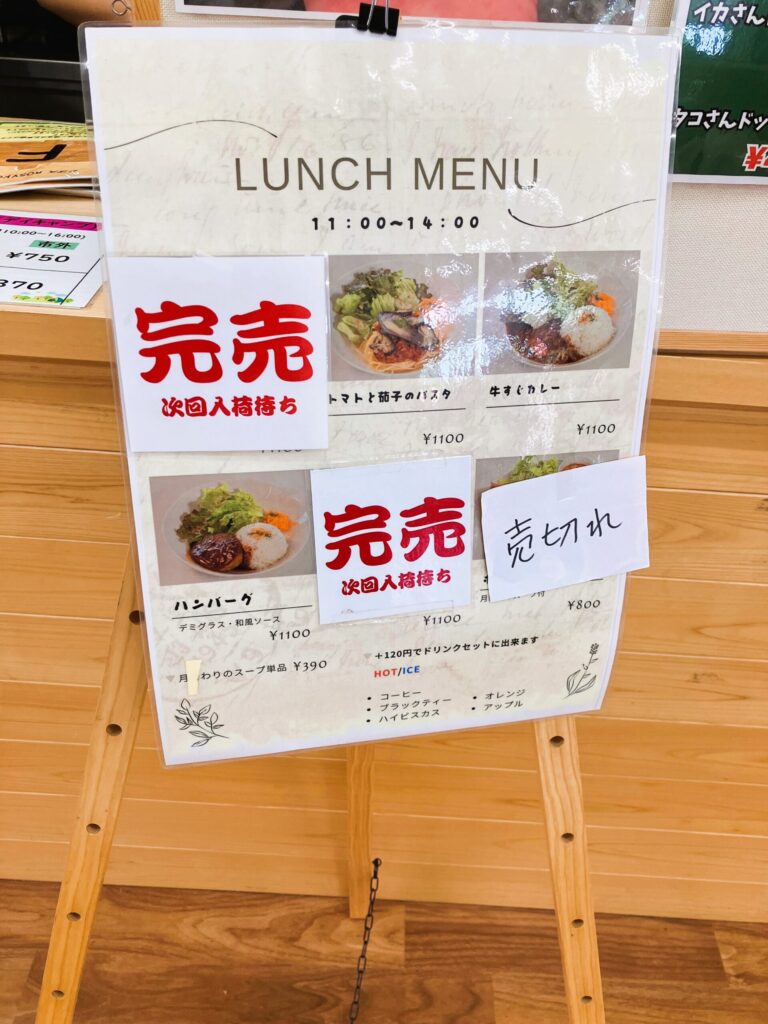 イカさん
タコさんドッ
10:00~16:00)
市外
¥750
370
LUNCH MENU
11:00~14:00
完売
次回入荷待ち
トマトと茄子のパスタ
¥1100
牛すじカレー
¥1100
ハンバーグ
デミグラス・和風ソース
¥1100
完売
次回入荷待ち
¥1100
売切れ
¥800
月 わりのスープ単品 ¥390
+120円でドリンクセットに出来ます
HOT/ICE
• コーヒー
• ブラックティー
• ハイビスカス
• オレンジ
• アップル